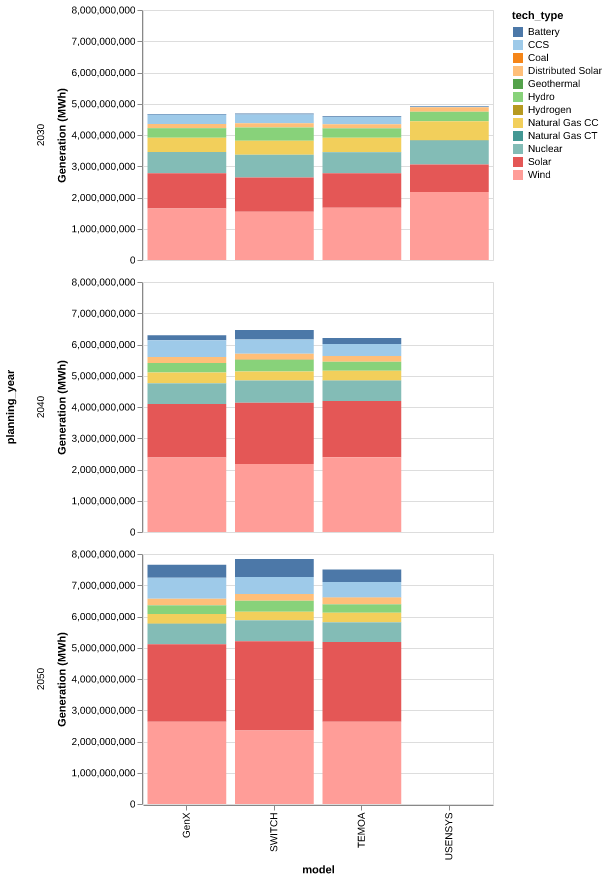 planning_year
2030
Generation (MWh)
8,000,000,000
7,000,000,000
6,000,000,000
5,000,000,000
4,000,000,000
3,000,000,000
2,000,000,000
1,000,000,000
0
2040
Generation (MWh)
8,000,000,000
7,000,000,000
6,000,000,000
5,000,000,000
4,000,000,000
3,000,000,000
2,000,000,000
1,000,000,000
0
2050
Generation (MWh)
8,000,000,000
7,000,000,000
6,000,000,000
5,000,000,000
4,000,000,000
3,000,000,000
2,000,000,000
1,000,000,000
0
GenX
SWITCH
TEMOA
USENSYS
model
tech_type
Battery
CCS
Coal
Distributed Solar
Geothermal
Hydro
Hydrogen
Natural Gas CC
Natural Gas CT
Nuclear
Solar
Wind